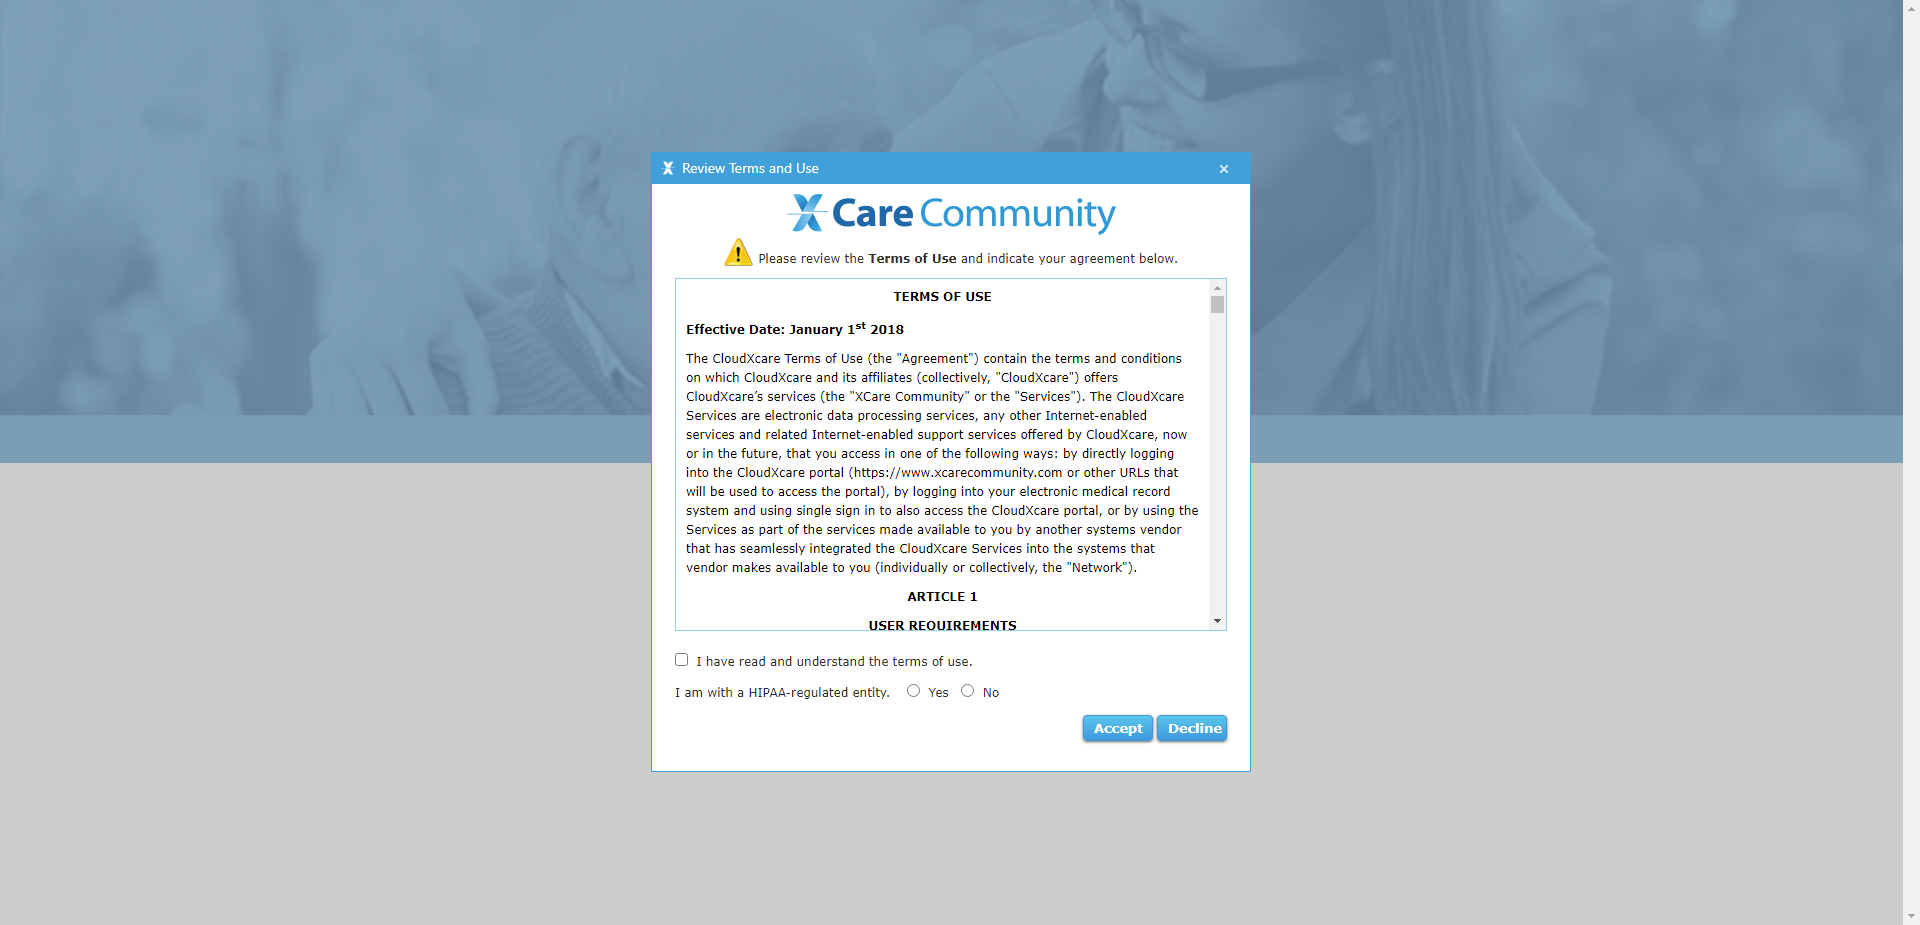 Review Terms and Use
Care Community
Please review the Terms of Use and indicate your agreement below.
TERMS OF USE
Effective Date: January 1st 2018
The CloudXcare Terms of Use (the "Agreement") contain the terms and conditions
on which CloudXcare and its affiliates (collectively, "CloudXcare") offers
CloudXcare’s services (the "XCare Community" or the "Services"). The CloudXcare
Services are electronic data processing services, any other Internet-enabled
services and related Internet-enabled support services offered by CloudXcare, now
or in the future, that you access in one of the following ways: by directly logging
into the CloudXcare portal (https://www.xcarecommunity.com or other URLs that
will be used to access the portal), by logging into your electronic medical record
system and using single sign in to also access the CloudXcare portal, or by using the
Services as part of the services made available to you by another systems vendor
that has seamlessly integrated the CloudXcare Services into the systems that
vendor makes available to you (individually or collectively, the "Network").
ARTICLE 1
USER REQUIREMENTS
I have read and understand the terms of use.
I am with a HIPAA-regulated entity. Yes No
Accept Decline